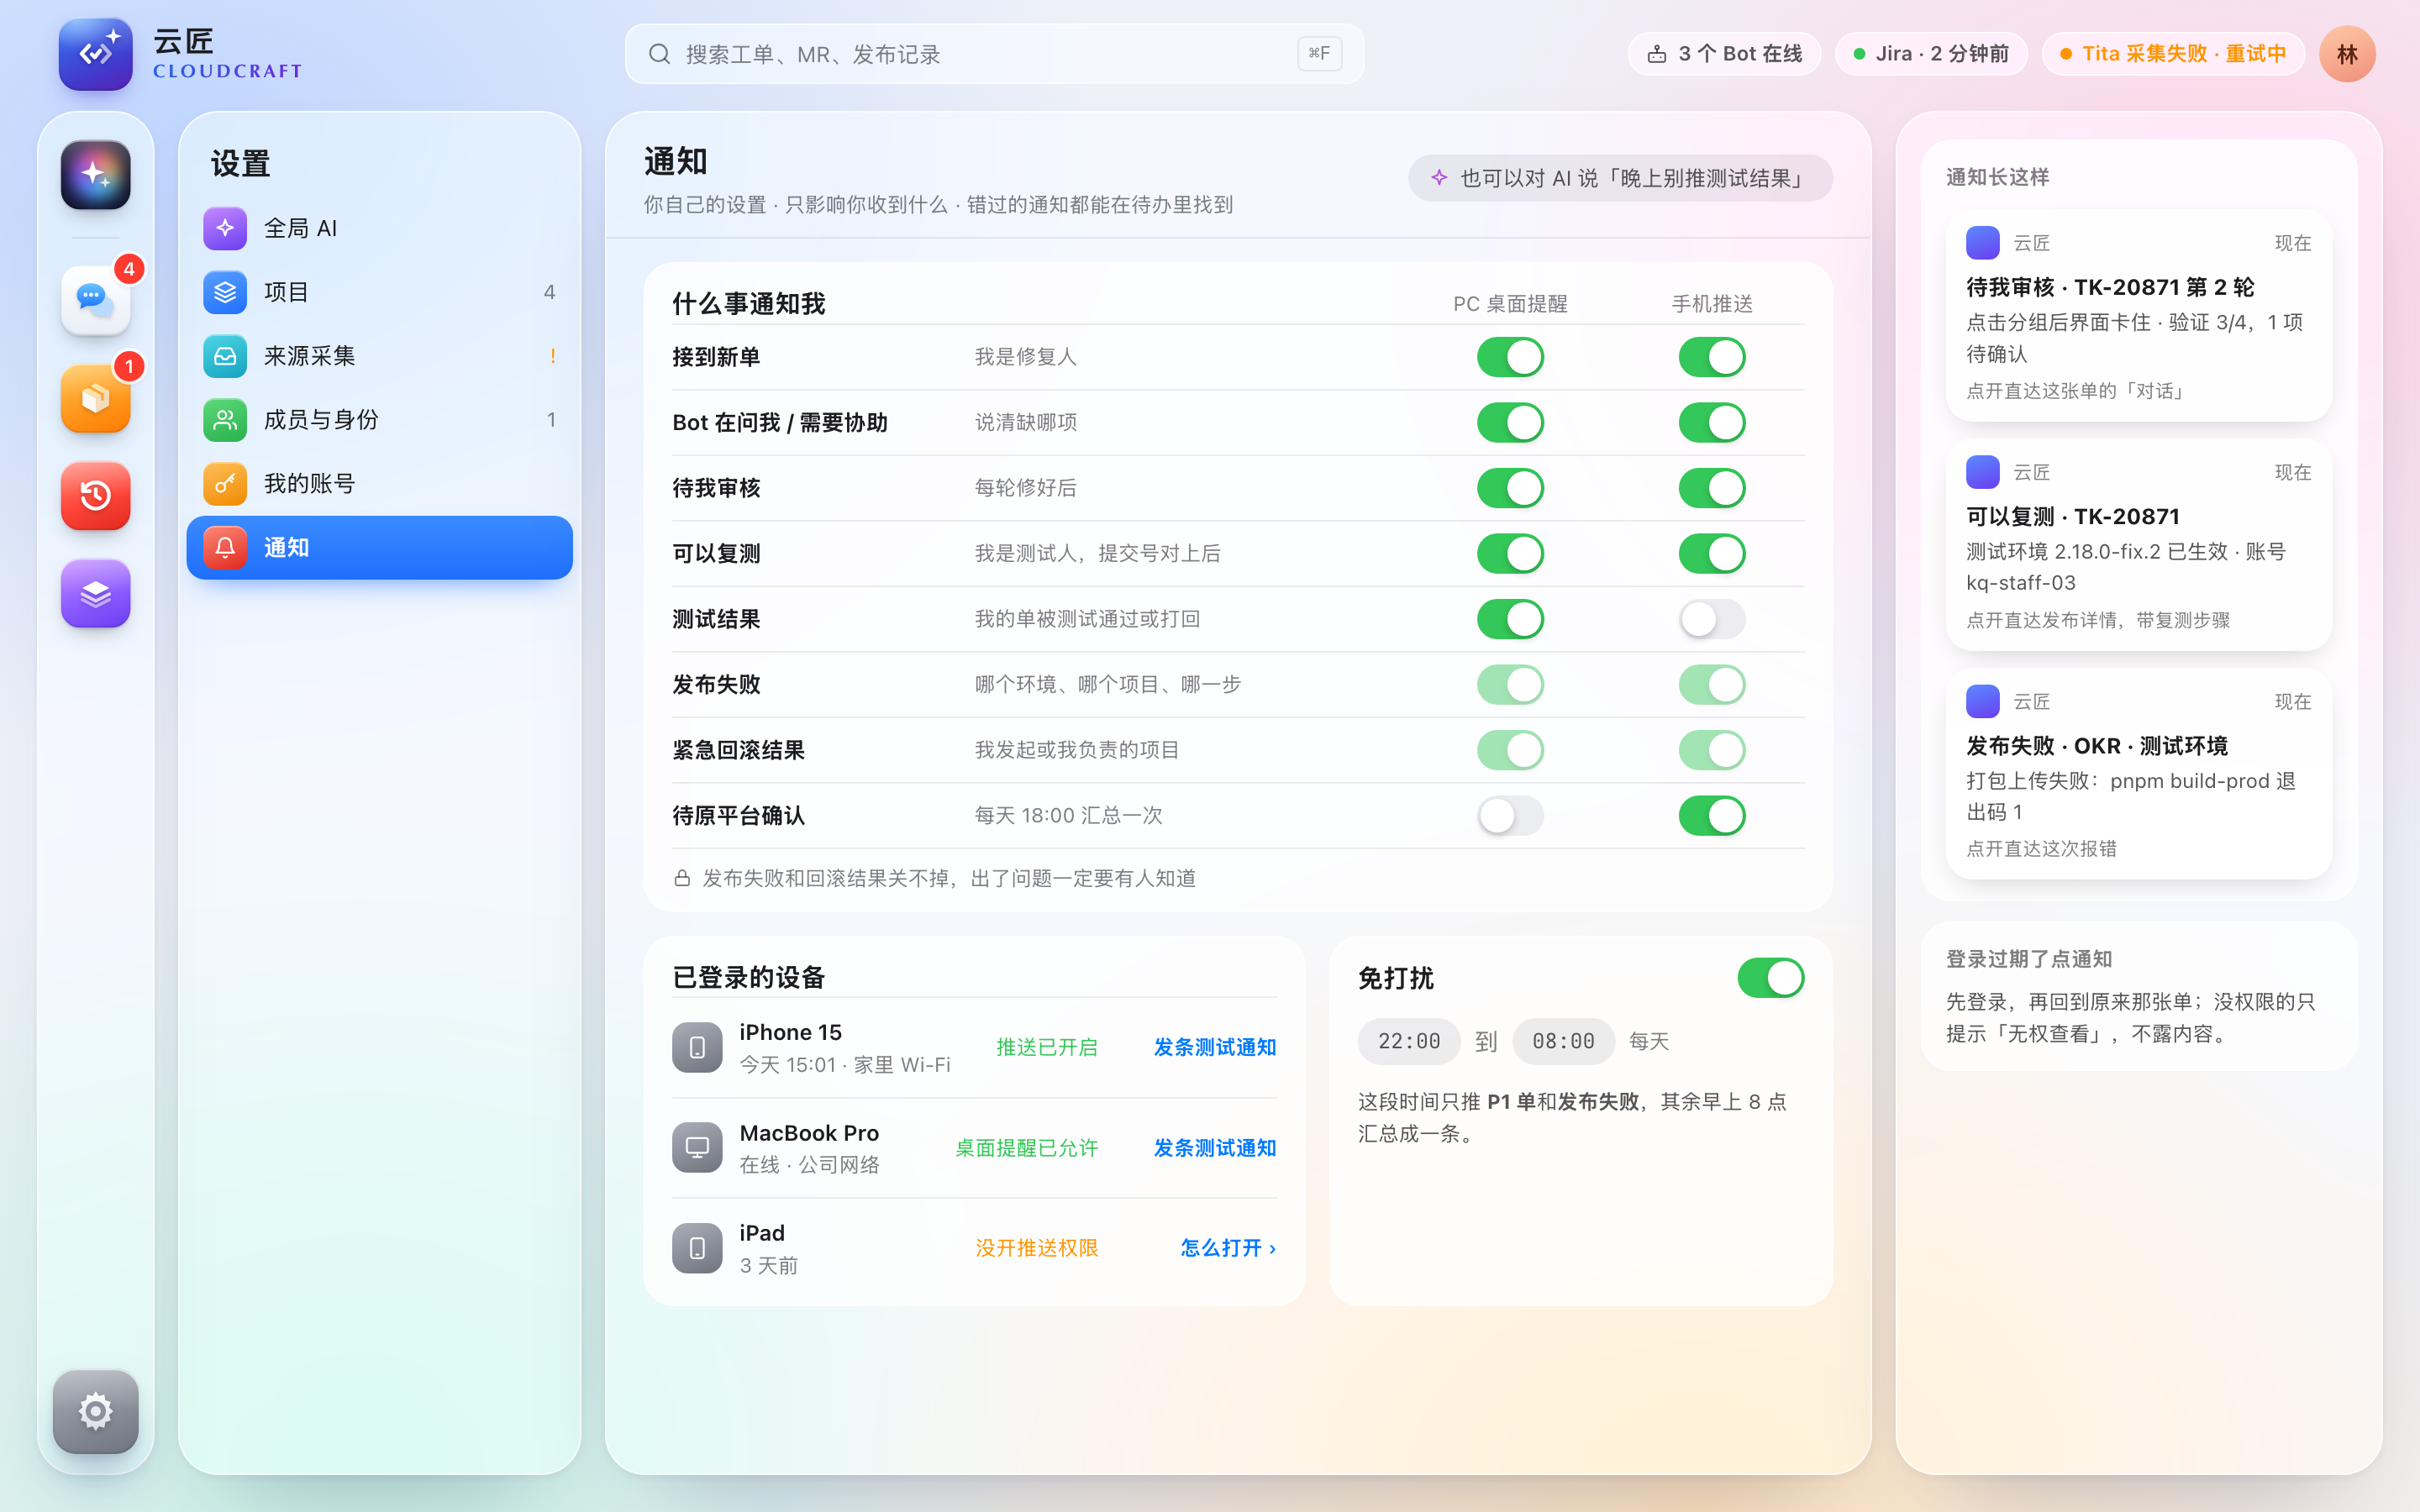 云匠
CLOUDCRAFT
搜索工单、MR、发布记录
⌘F
3 个 Bot 在线
Jira · 2 分钟前
Tita 采集失败 · 重试中
林
4
1
设置
全局 AI
项目
4
来源采集
!
成员与身份
1
我的账号
通知
通知
你自己的设置 · 只影响你收到什么 · 错过的通知都能在待办里找到
也可以对 AI 说「晚上别推测试结果」
什么事通知我
PC 桌面提醒
手机推送
接到新单
我是修复人
Bot 在问我 / 需要协助
说清缺哪项
待我审核
每轮修好后
可以复测
我是测试人，提交号对上后
测试结果
我的单被测试通过或打回
发布失败
哪个环境、哪个项目、哪一步
紧急回滚结果
我发起或我负责的项目
待原平台确认
每天 18:00 汇总一次
发布失败和回滚结果关不掉，出了问题一定要有人知道
已登录的设备
iPhone 15
今天 15:01 · 家里 Wi-Fi
推送已开启
发条测试通知
MacBook Pro
在线 · 公司网络
桌面提醒已允许
发条测试通知
iPad
3 天前
没开推送权限
怎么打开 ›
免打扰
22:00 到 08:00 每天
这段时间只推 P1 单和发布失败，其余早上 8 点
汇总成一条。
通知长这样
云匠
现在
待我审核 · TK-20871 第 2 轮
点击分组后界面卡住 · 验证 3/4，1 项
待确认
点开直达这张单的「对话」
云匠
现在
可以复测 · TK-20871
测试环境 2.18.0-fix.2 已生效 · 账号
kq-staff-03
点开直达发布详情，带复测步骤
云匠
现在
发布失败 · OKR · 测试环境
打包上传失败：pnpm build-prod 退
出码 1
点开直达这次报错
登录过期了点通知
先登录，再回到原来那张单；没权限的只
提示「无权查看」，不露内容。